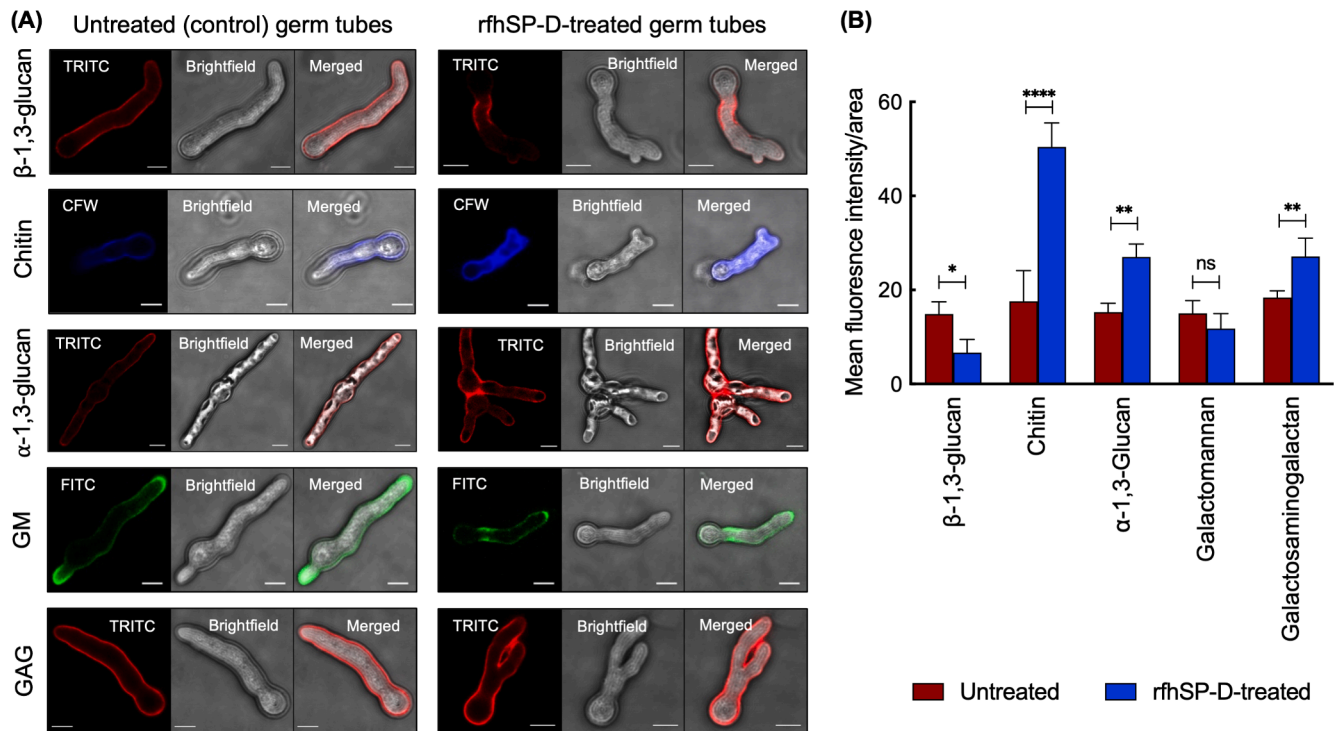 (A)
Untreated (control) germ tubes
rfhSP-D-treated germ tubes
β-1,3-glucan
TRITC
Brightfield
Merged
TRITC
Brightfield
Merged
Chitin
CFW
Brightfield
Merged
CFW
Brightfield
Merged
α-1,3-glucan
TRITC
Brightfield
Merged
TRITC
Brightfield
Merged
GM
FITC
Brightfield
Merged
FITC
Brightfield
Merged
GAG
TRITC
Brightfield
Merged
TRITC
Brightfield
Merged
(B)
Mean fluoresnce intensity/area
60
40
20
0
*
****
**
ns
**
β-1,3-glucan
Chitin
α-1,3-Glucan
Galactomannan
Galactosaminogalactan
Untreated
rfhSP-D-treated